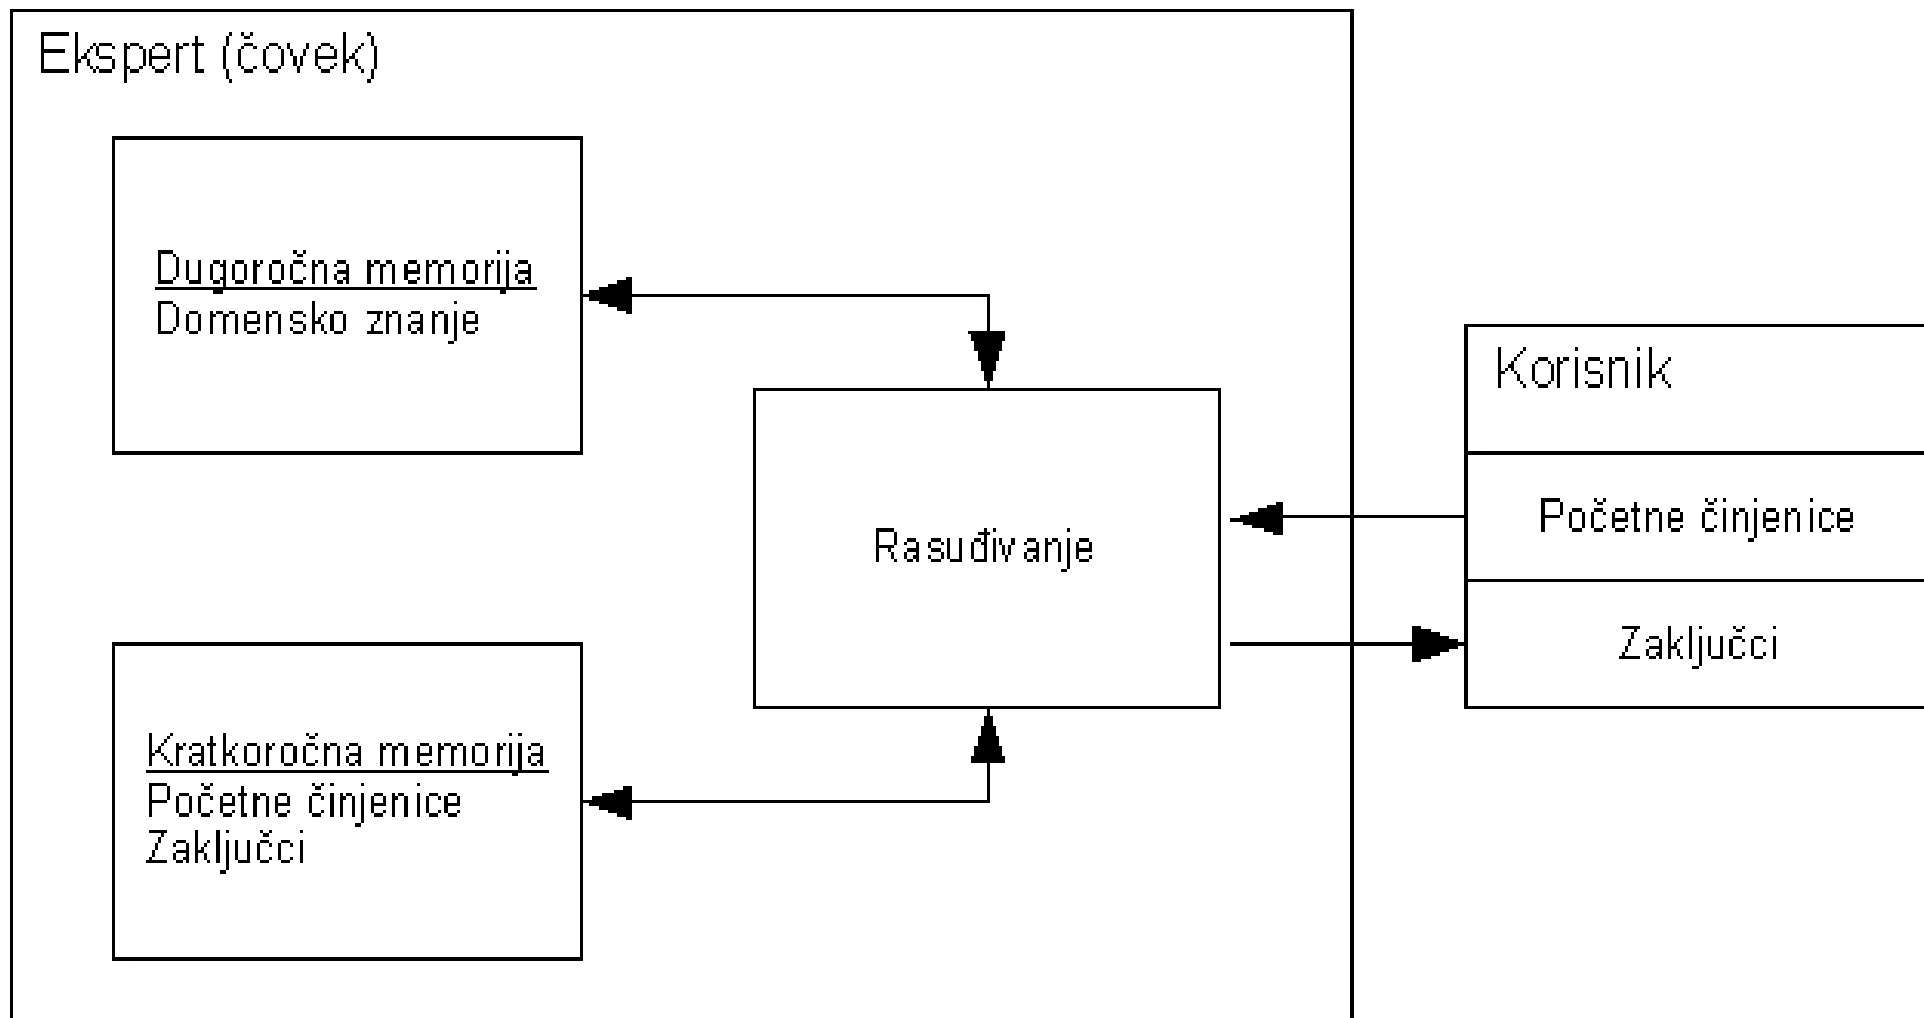 Ekspert (čovek)
Dugoročna memorija
Domensko znanje
Korisnik
Početne činjenice
Rasuđivanje
Zaključci
Kratkoročna memorija
Početne činjenice
Zaključci